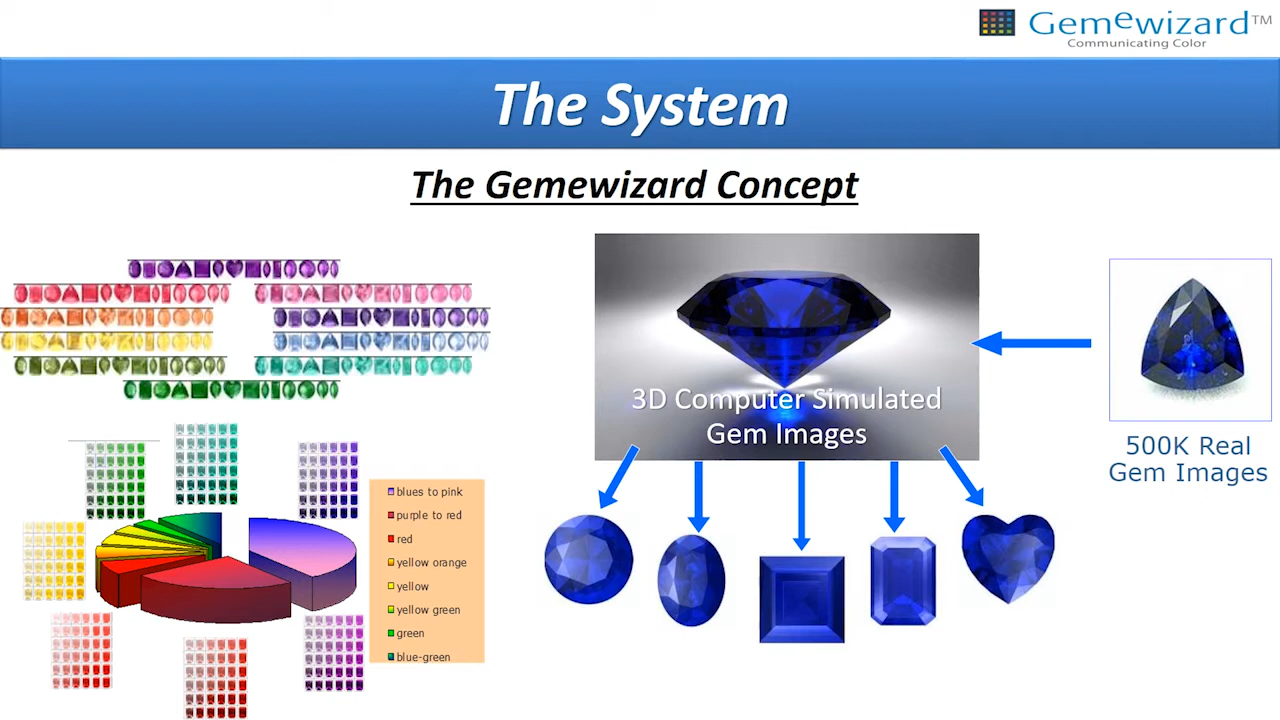 Gemewizard™
Communicating Color
The System
The Gemewizard Concept
3D Computer Simulated
Gem Images
500K Real
Gem Images
blues to pink
purple to red
red
yellow orange
yellow
yellow green
green
blue-green